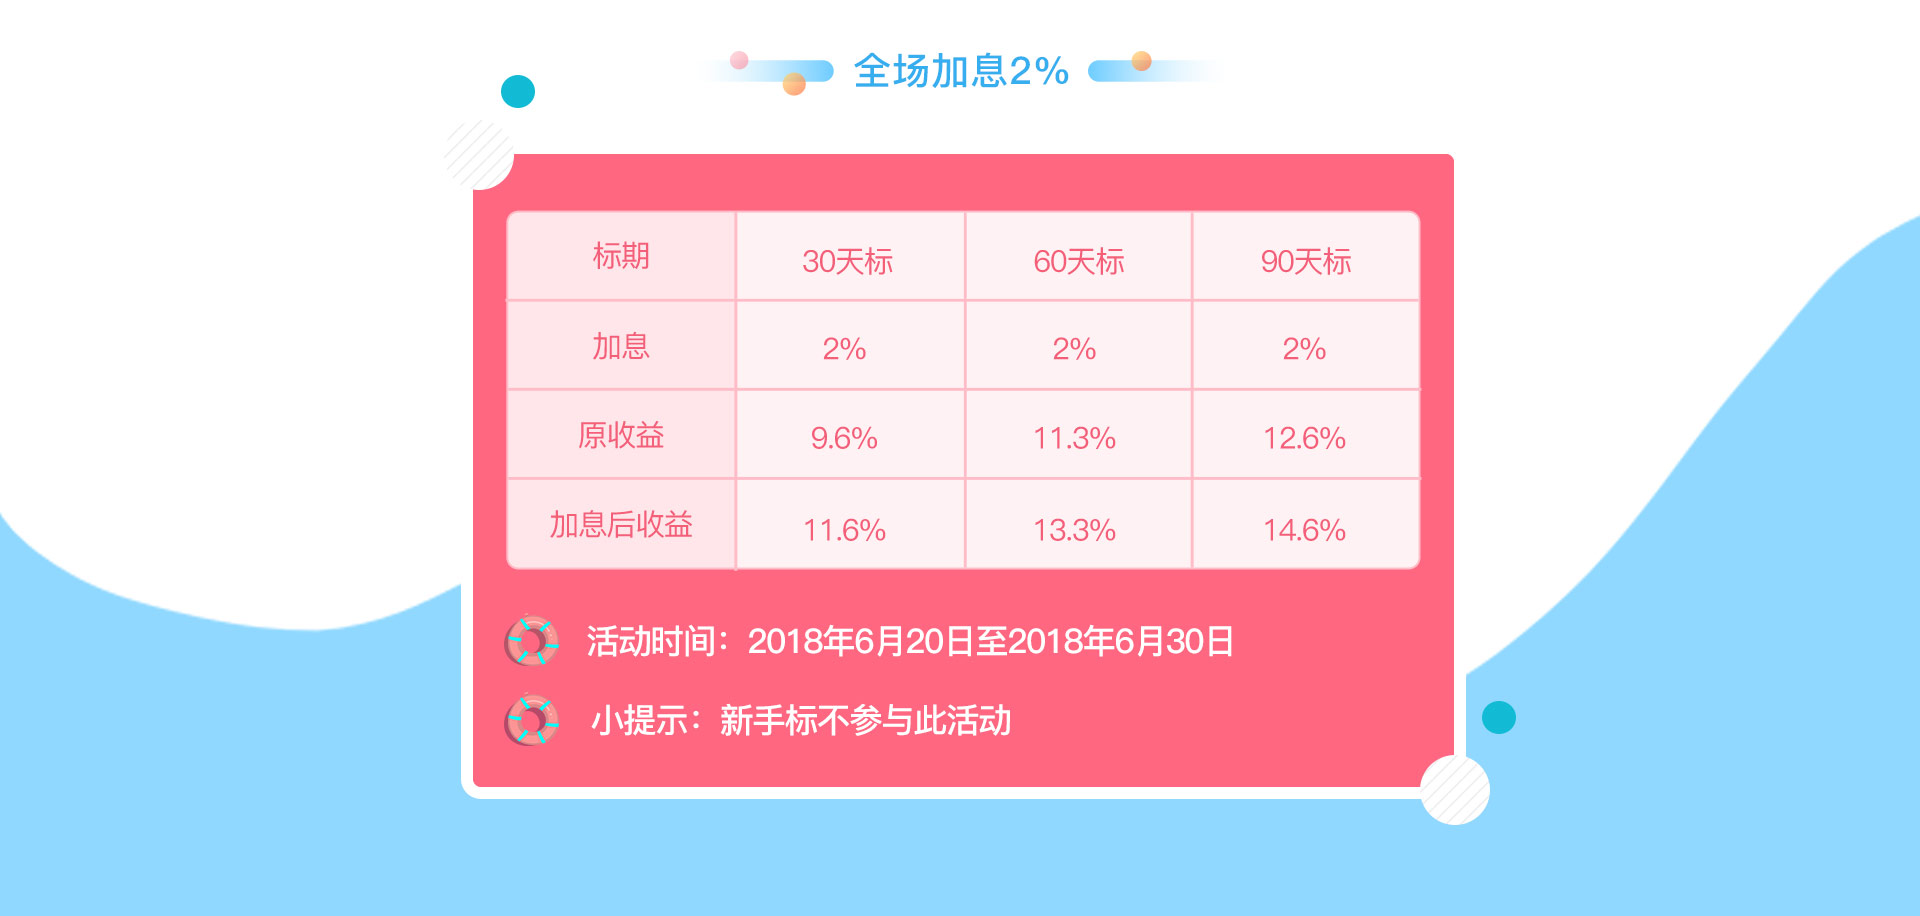 全场加息2%
标期 30天标 60天标 90天标
加息 2% 2% 2%
原收益 9.6% 11.3% 12.6%
加息后收益 11.6% 13.3% 14.6%
活动时间：2018年6月20日至2018年6月30日
小提示：新手标不参与此活动